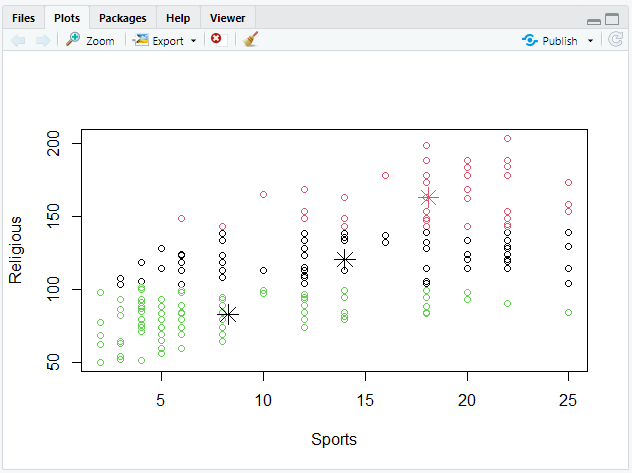 Files Plots Packages Help Viewer
Zoom Export Publish
200
150
100
50
Religious
5 10 15 20 25
Sports